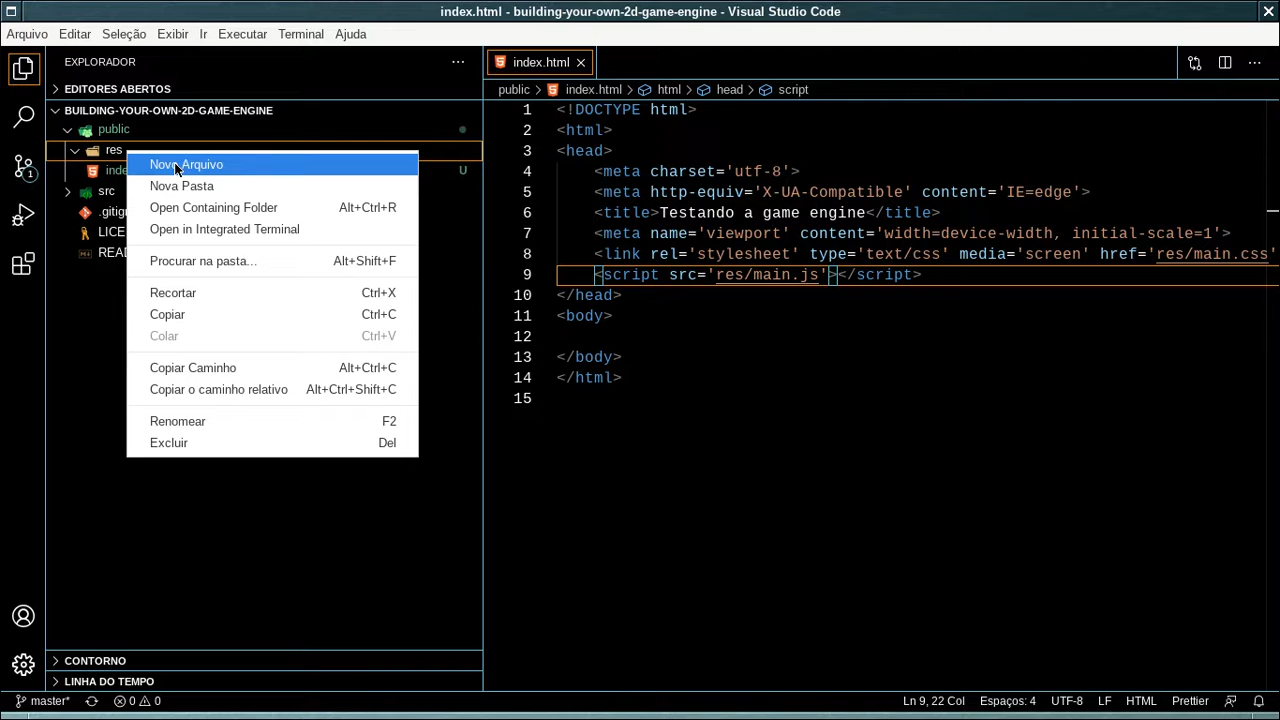 index.html - building-your-own-2d-game-engine - Visual Studio Code
Arquivo Editar Seleção Exibir Ir Executar Terminal Ajuda
EXPLORADOR
EDITORES ABERTOS
BUILDING-YOUR-OWN-2D-GAME-ENGINE
public
res
inde
U
src
.gitign
LICE
READ
1
Novo Arquivo
Nova Pasta
Open Containing Folder Alt+Ctrl+R
Open in Integrated Terminal
Procurar na pasta... Alt+Shift+F
Recortar Ctrl+X
Copiar Ctrl+C
Colar Ctrl+V
Copiar Caminho Alt+Ctrl+C
Copiar o caminho relativo Alt+Ctrl+Shift+C
Renomear F2
Excluir Del
CONTORNO
LINHA DO TEMPO
index.html
public > index.html > html > head > script
1 <!DOCTYPE html>
2 <html>
3 <head>
4 <meta charset='utf-8'>
5 <meta http-equiv='X-UA-Compatible' content='IE=edge'>
6 <title>Testando a game engine</title>
7 <meta name='viewport' content='width=device-width, initial-scale=1'>
8 <link rel='stylesheet' type='text/css' media='screen' href='res/main.css'
9 <script src='res/main.js'></script>
10 </head>
11 <body>
12
13 </body>
14 </html>
15
master* 0 0 Ln 9, 22 Col Espaços: 4 UTF-8 LF HTML Prettier